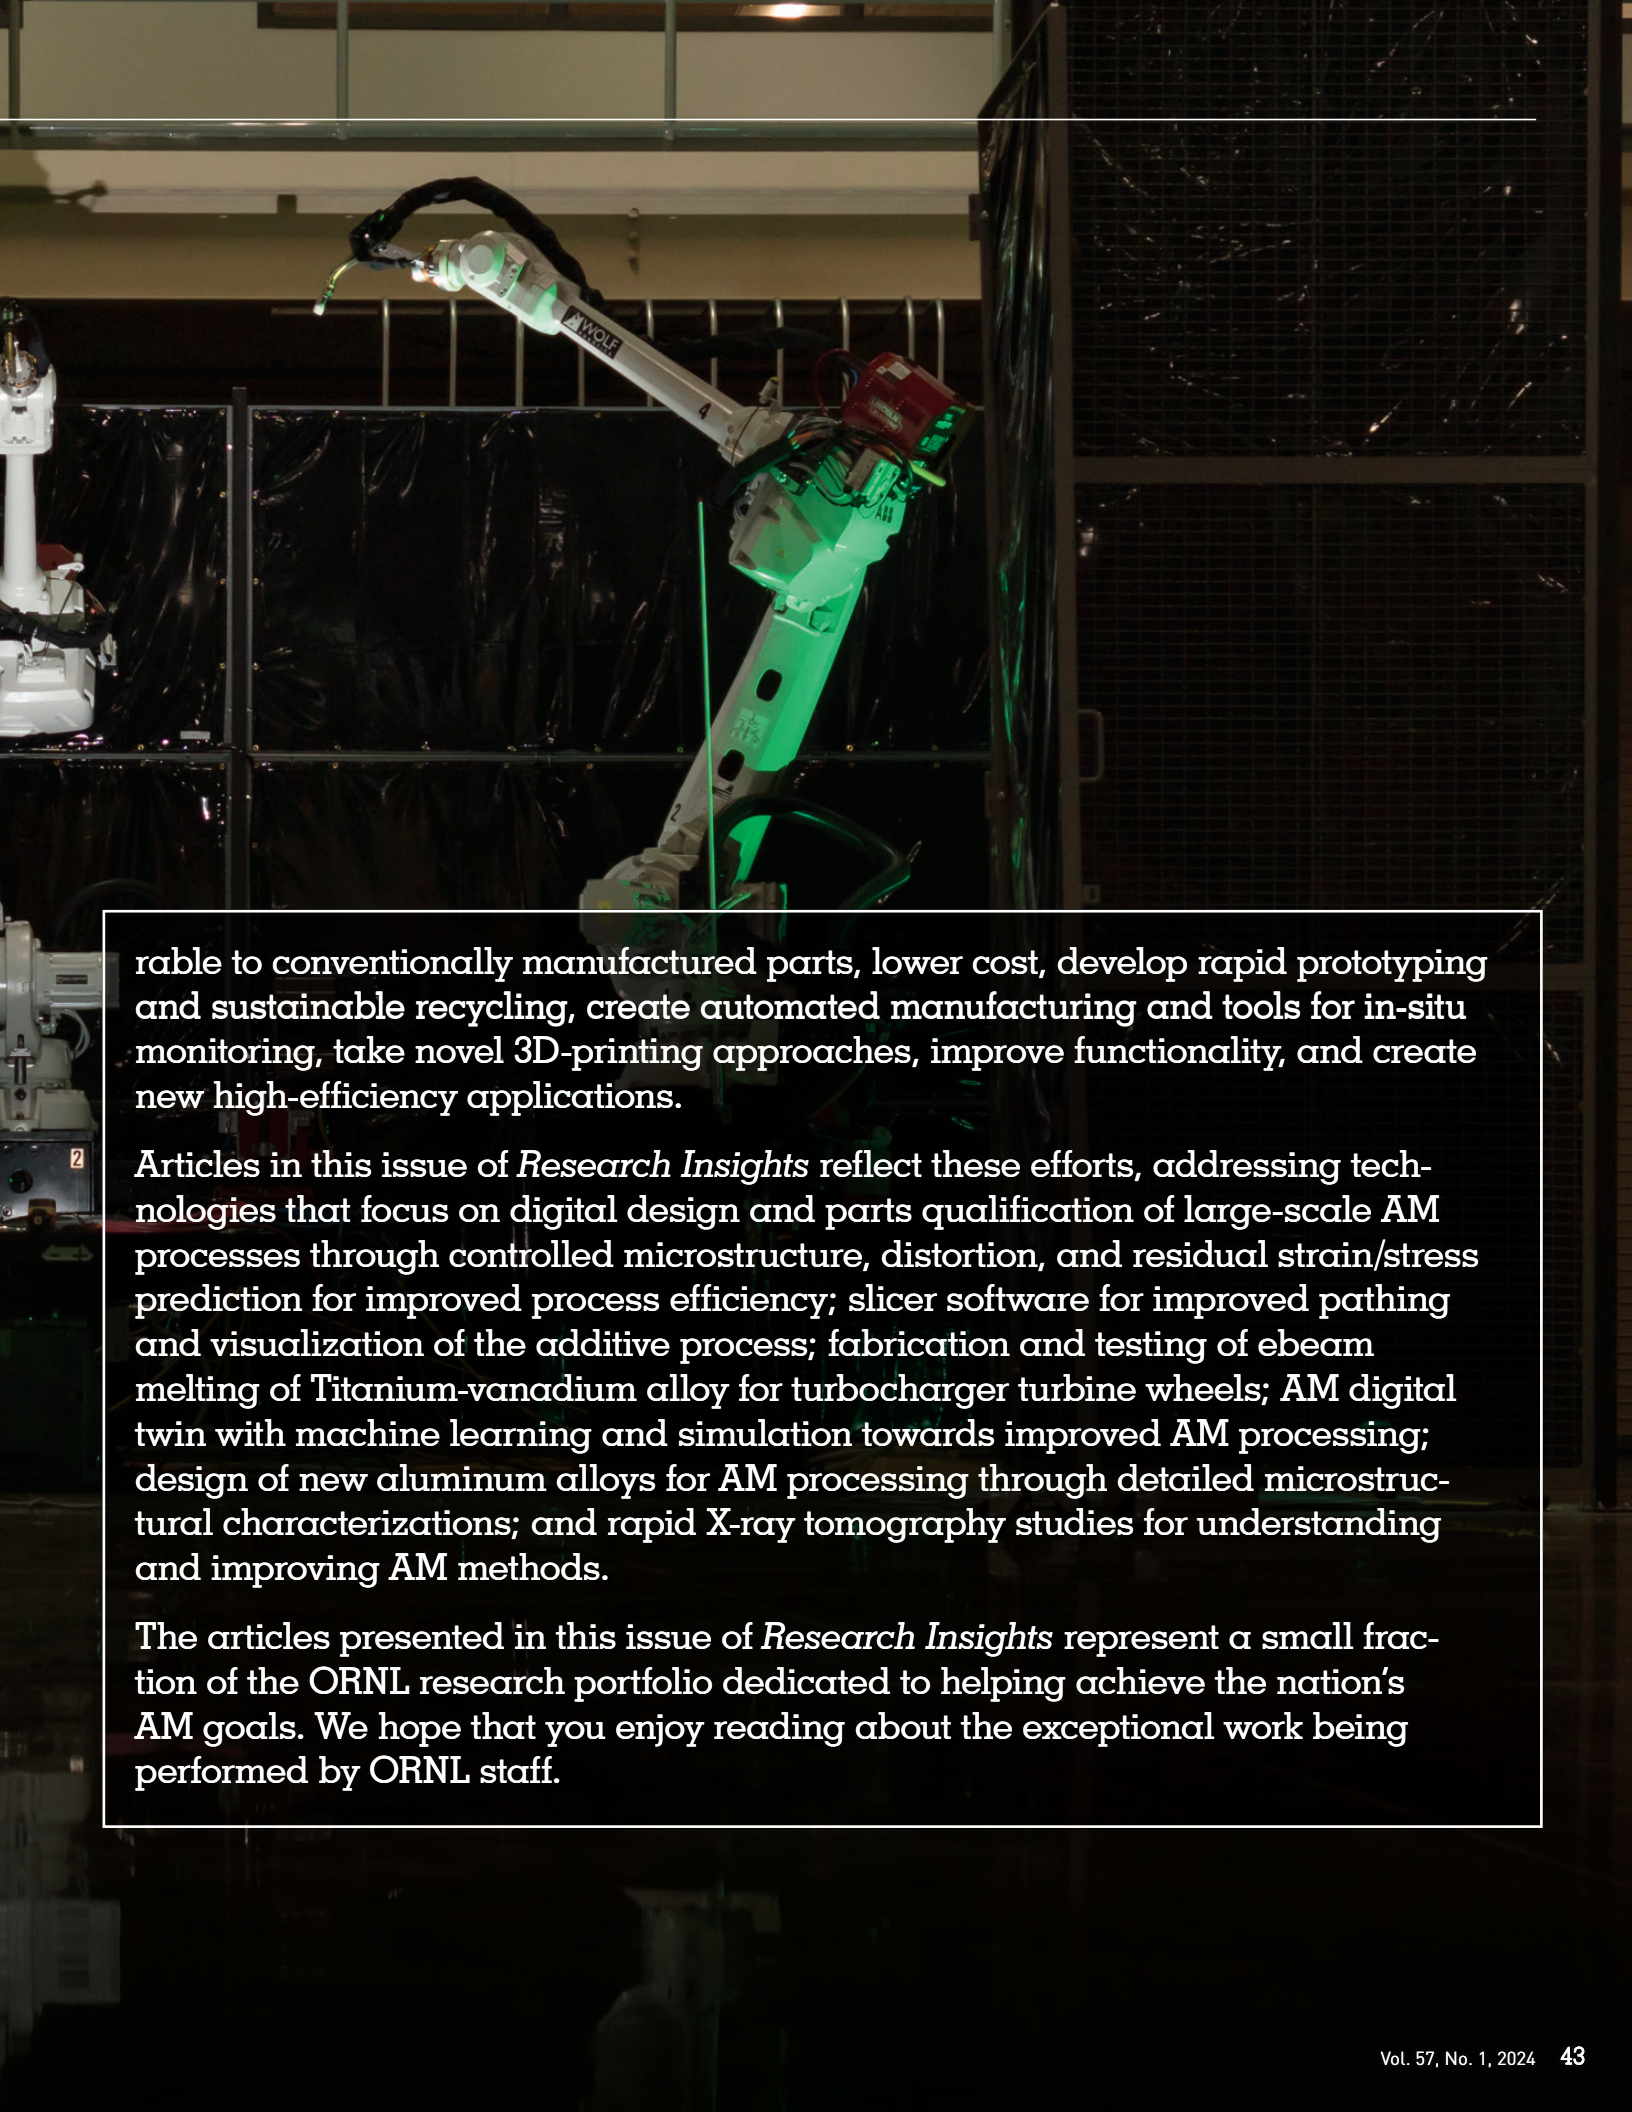 WOLF
4
LINCOLN
ABB
2
rable to conventionally manufactured parts, lower cost, develop rapid prototyping
and sustainable recycling, create automated manufacturing and tools for in-situ
monitoring, take novel 3D-printing approaches, improve functionality, and create
new high-efficiency applications.
2
Articles in this issue of Research Insights reflect these efforts, addressing tech-
nologies that focus on digital design and parts qualification of large-scale AM
processes through controlled microstructure, distortion, and residual strain/stress
prediction for improved process efficiency; slicer software for improved pathing
and visualization of the additive process; fabrication and testing of ebeam
melting of Titanium-vanadium alloy for turbocharger turbine wheels; AM digital
twin with machine learning and simulation towards improved AM processing;
design of new aluminum alloys for AM processing through detailed microstruc-
tural characterizations; and rapid X-ray tomography studies for understanding
and improving AM methods.
The articles presented in this issue of Research Insights represent a small frac-
tion of the ORNL research portfolio dedicated to helping achieve the nation’s
AM goals. We hope that you enjoy reading about the exceptional work being
performed by ORNL staff.
Vol. 57, No. 1, 2024 43